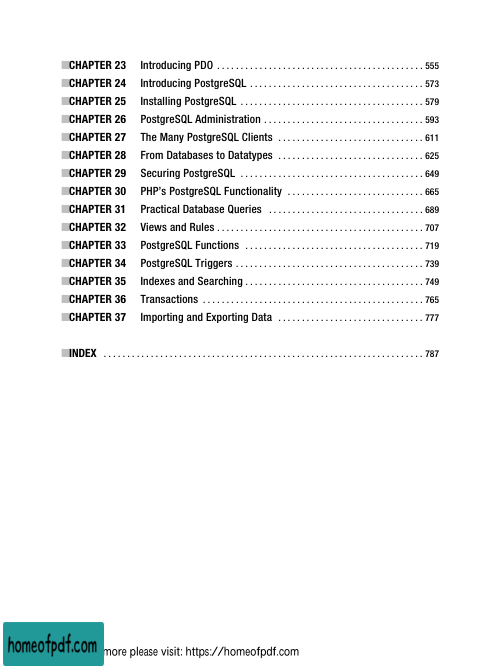 CHAPTER 23 Introducing PDO . . . . . . . . . . . . . . . . . . . . . . . . . . . . . . . . . . . . . . . . . . . . 555
CHAPTER 24 Introducing PostgreSQL . . . . . . . . . . . . . . . . . . . . . . . . . . . . . . . . . . . . . 573
CHAPTER 25 Installing PostgreSQL . . . . . . . . . . . . . . . . . . . . . . . . . . . . . . . . . . . . . . . 579
CHAPTER 26 PostgreSQL Administration . . . . . . . . . . . . . . . . . . . . . . . . . . . . . . . . . . 593
CHAPTER 27 The Many PostgreSQL Clients . . . . . . . . . . . . . . . . . . . . . . . . . . . . . . . 611
CHAPTER 28 From Databases to Datatypes . . . . . . . . . . . . . . . . . . . . . . . . . . . . . . . 625
CHAPTER 29 Securing PostgreSQL . . . . . . . . . . . . . . . . . . . . . . . . . . . . . . . . . . . . . . . 649
CHAPTER 30 PHP's PostgreSQL Functionality . . . . . . . . . . . . . . . . . . . . . . . . . . . . . 665
CHAPTER 31 Practical Database Queries . . . . . . . . . . . . . . . . . . . . . . . . . . . . . . . . . 689
CHAPTER 32 Views and Rules . . . . . . . . . . . . . . . . . . . . . . . . . . . . . . . . . . . . . . . . . . . . 707
CHAPTER 33 PostgreSQL Functions . . . . . . . . . . . . . . . . . . . . . . . . . . . . . . . . . . . . . . 719
CHAPTER 34 PostgreSQL Triggers . . . . . . . . . . . . . . . . . . . . . . . . . . . . . . . . . . . . . . . . 739
CHAPTER 35 Indexes and Searching . . . . . . . . . . . . . . . . . . . . . . . . . . . . . . . . . . . . . . 749
CHAPTER 36 Transactions . . . . . . . . . . . . . . . . . . . . . . . . . . . . . . . . . . . . . . . . . . . . . . . 765
CHAPTER 37 Importing and Exporting Data . . . . . . . . . . . . . . . . . . . . . . . . . . . . . . . 777
INDEX . . . . . . . . . . . . . . . . . . . . . . . . . . . . . . . . . . . . . . . . . . . . . . . . . . . . . . . . . . . . . . . . . . . . 787
homeofpdf.com more please visit: https://homeofpdf.com